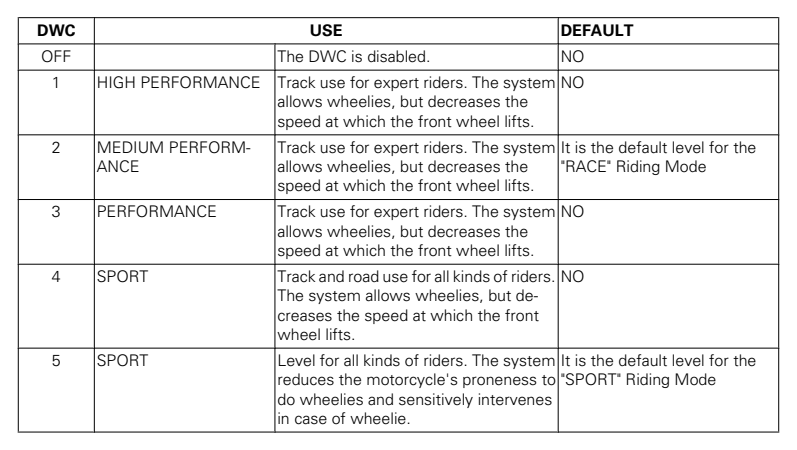 DWC USE DEFAULT
OFF The DWC is disabled. NO
1 HIGH PERFORMANCE Track use for expert riders. The system NO
allows wheelies, but decreases the
speed at which the front wheel lifts.
2 MEDIUM PERFORM- Track use for expert riders. The system It is the default level for the
ANCE allows wheelies, but decreases the "RACE" Riding Mode
speed at which the front wheel lifts.
3 PERFORMANCE Track use for expert riders. The system NO
allows wheelies, but decreases the
speed at which the front wheel lifts.
4 SPORT Track and road use for all kinds of riders. NO
The system allows wheelies, but de-
creases the speed at which the front
wheel lifts.
5 SPORT Level for all kinds of riders. The system It is the default level for the
reduces the motorcycle's proneness to "SPORT" Riding Mode
do wheelies and sensitively intervenes
in case of wheelie.